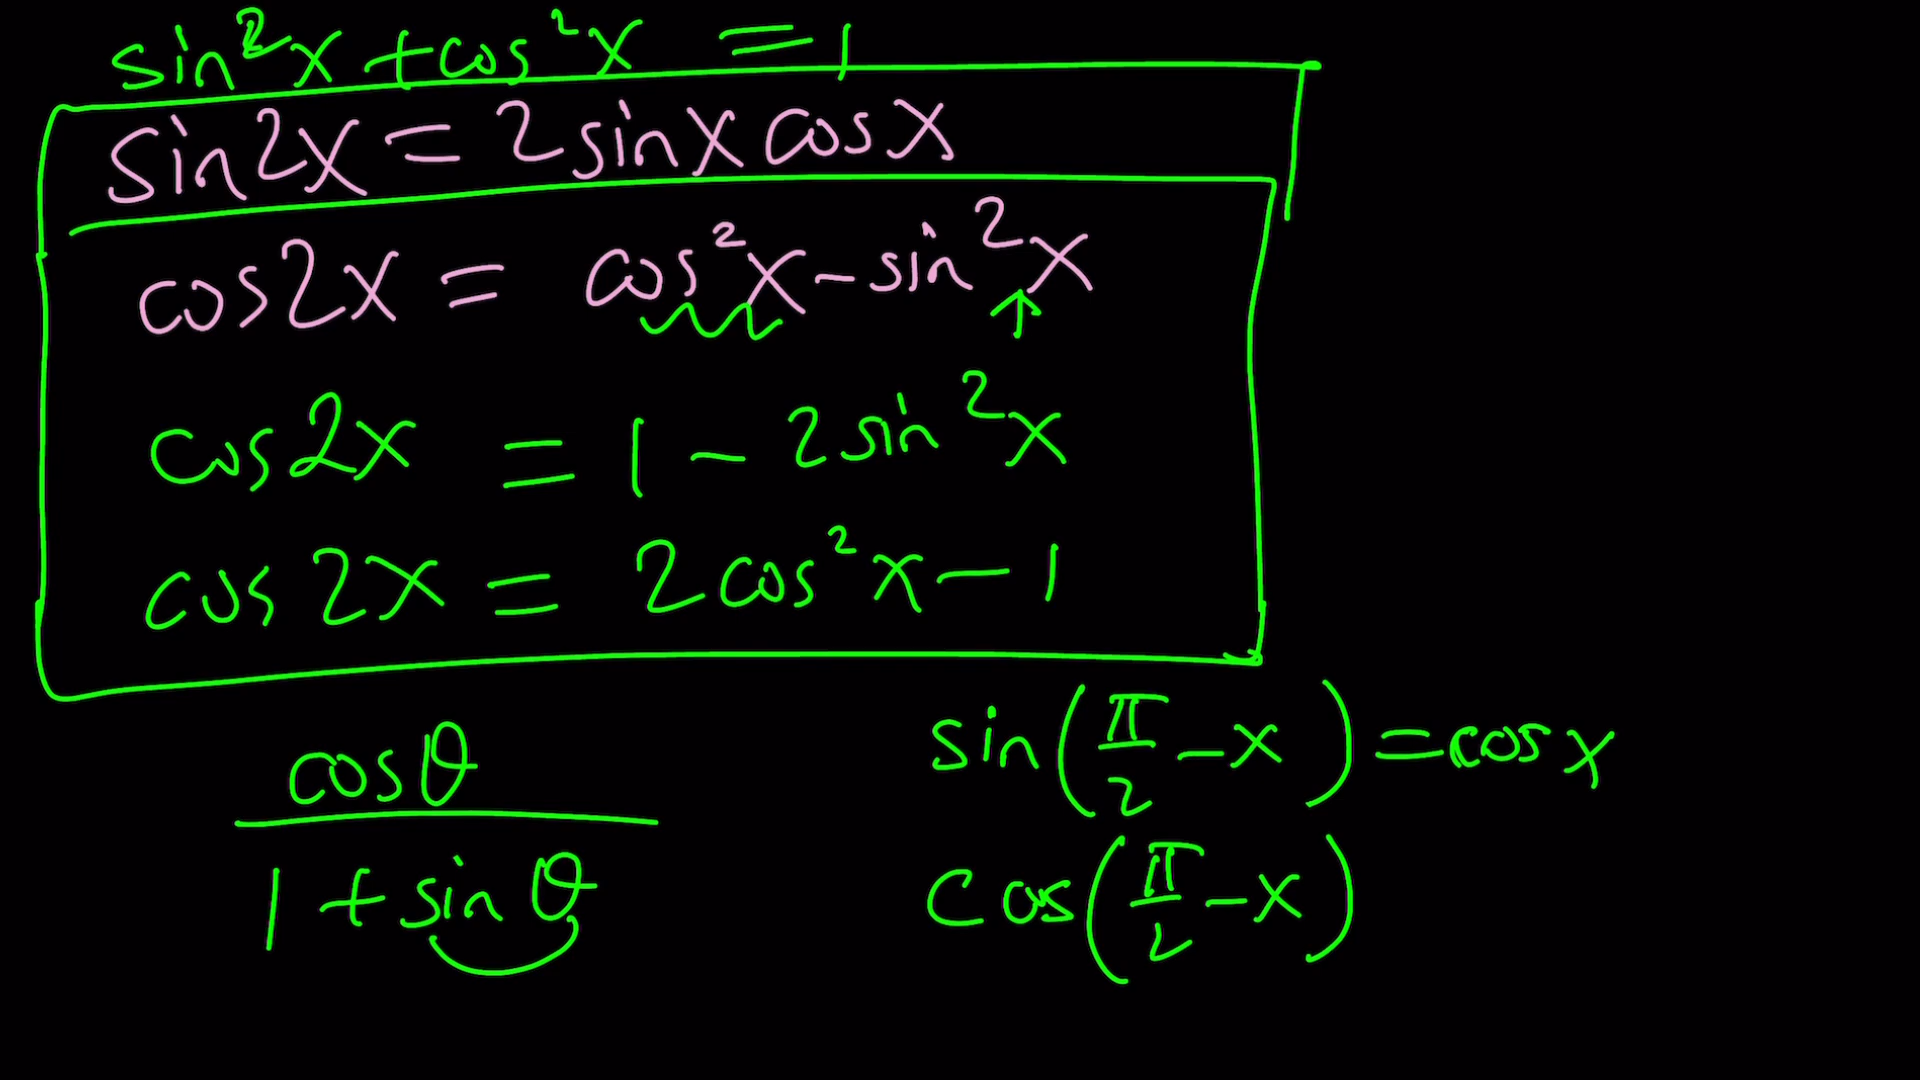 sin²x + cos²x = 1
sin2x = 2sinx cosx
cos2x = cos²x - sin²x
cos2x = 1 - 2sin²x
cos2x = 2cos²x - 1
cosθ / 1 + sinθ
sin(π/2 - x) = cosx
cos(π/2 - x)